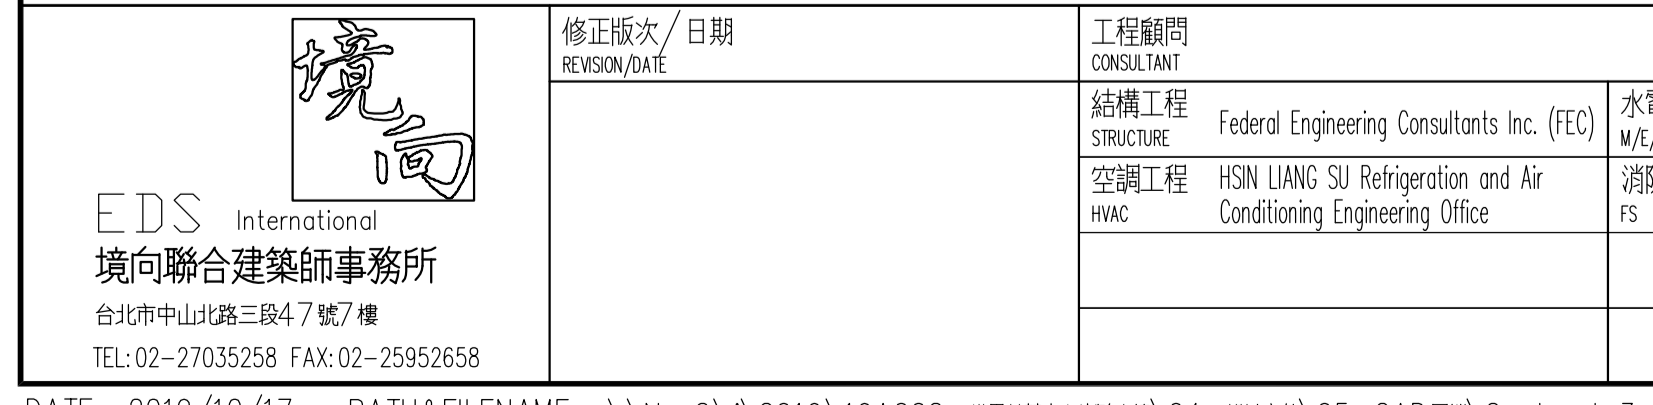 境向
EDS International
境向聯合建築師事務所
台北市中山北路三段47號7樓
TEL:02-27035258 FAX:02-25952658
修正版次/日期
REVISION/DATE
工程顧問
CONSULTANT
結構工程
STRUCTURE
Federal Engineering Consultants Inc. (FEC)
水
M/E/
空調工程
HVAC
HSIN LIANG SU Refrigeration and Air
Conditioning Engineering Office
FS